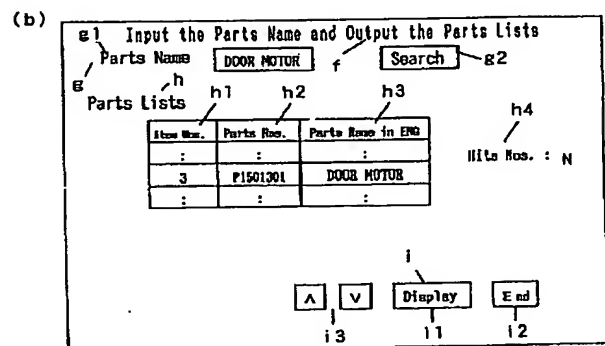 (b)
g1 Input the Parts Name and Output the Parts Lists
g Parts Name DOOR MOTOR f Search g2
h
Parts Lists h1 h2 h3 h4
Item Nos. Parts Nos. Parts Name in ENG
: : :
Hits Nos. : N
3 P1501301 DOOR MOTOR
: : :
i
∧ ∨ Display End
i3 i1 i2